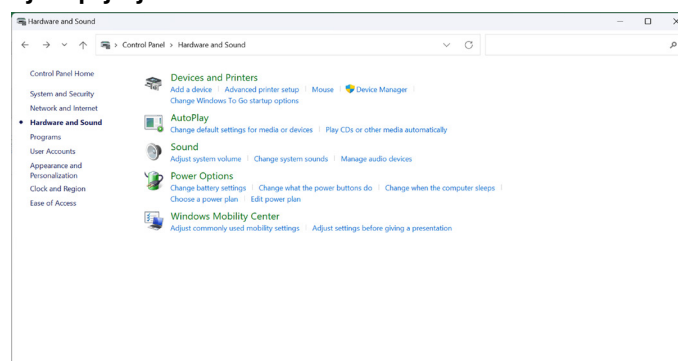 Hardware and Sound
Control Panel > Hardware and Sound
Control Panel Home
System and Security
Network and Internet
Hardware and Sound
Programs
User Accounts
Appearance and
Personalization
Clock and Region
Ease of Access
Devices and Printers
Add a device Advanced printer setup Mouse Device Manager
Change Windows To Go startup options
AutoPlay
Change default settings for media or devices Play CDs or other media automatically
Sound
Adjust system volume Change system sounds Manage audio devices
Power Options
Change battery settings Change what the power buttons do Change when the computer sleeps
Choose a power plan Edit power plan
Windows Mobility Center
Adjust commonly used mobility settings Adjust settings before giving a presentation